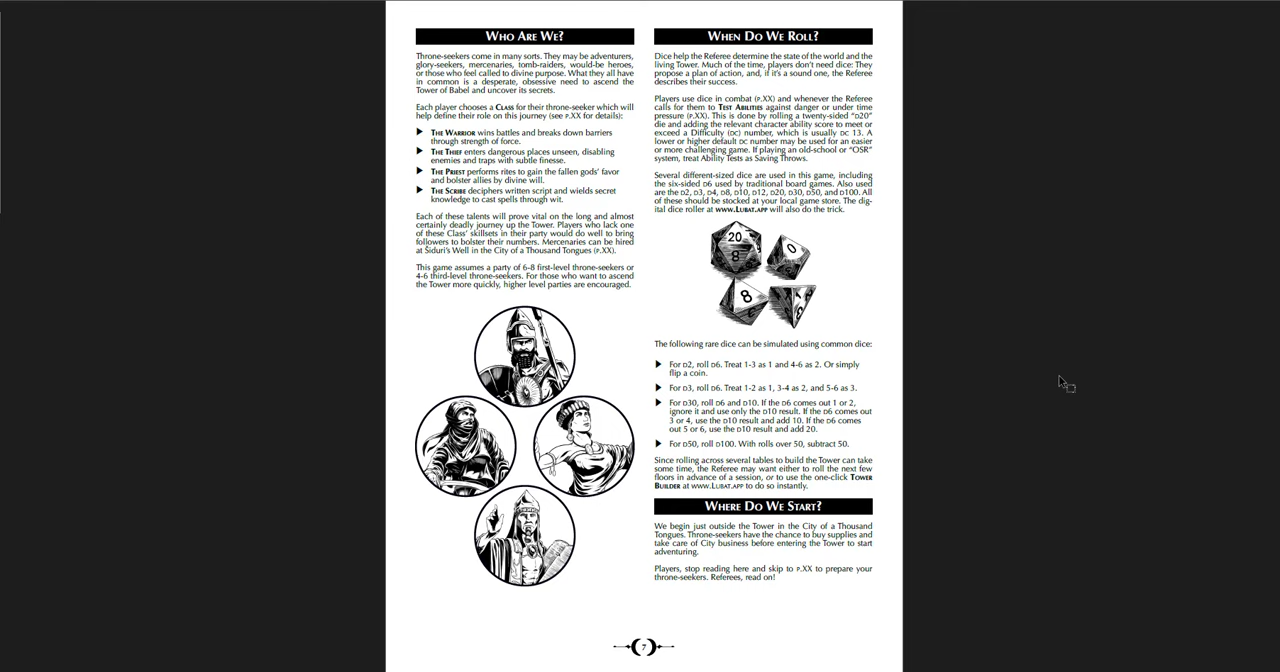 WHO ARE WE?
Throne-seekers come in many sorts. They may be adventurers,
glory-seekers, mercenaries, tomb-raiders, would-be heroes,
or those who feel called to divine purpose. What they all have
in common is a desperate, obsessive need to ascend the
Tower of Babel and uncover its secrets.
Each player chooses a CLASS for their throne-seeker which will
help define their role on this journey (see P.XX for details):
THE WARRIOR wins battles and breaks down barriers
through strength of force.
THE THIEF enters dangerous places unseen, disabling
enemies and traps with subtle finesse.
THE PRIEST performs rites to gain the fallen gods' favor
and bolster allies by divine will.
THE SCRIBE deciphers written script and wields secret
knowledge to cast spells through wit.
Each of these talents will prove vital on the long and almost
certainly deadly journey up the Tower. Players who lack one
of these Class' skillsets in their party would do well to bring
followers to bolster their numbers. Mercenaries can be hired
at Siduri's Well in the City of a Thousand Tongues (P.XX).
This game assumes a party of 6-8 first-level throne-seekers or
4-6 third-level throne-seekers. For those who want to ascend
the Tower more quickly, higher level parties are encouraged.
WHEN DO WE ROLL?
Dice help the Referee determine the state of the world and the
living Tower. Much of the time, players don't need dice: They
propose a plan of action, and, if it's a sound one, the Referee
describes their success.
Players use dice in combat (P.XX) and whenever the Referee
calls for them to TEST ABILITIES against danger or under time
pressure (P.XX). This is done by rolling a twenty-sided "D20"
die and adding the relevant character ability score to meet or
exceed a Difficulty (DC) number, which is usually DC 13. A
lower or higher default DC number may be used for an easier
or more challenging game. If playing an old-school or "OSR"
system, treat Ability Tests as Saving Throws.
Several different-sized dice are used in this game, including
the six-sided D6 used by traditional board games. Also used
are the D2, D3, D4, D8, D10, D12, D20, D30, D50, and D100. All
of these should be stocked at your local game store. The dig-
ital dice roller at WWW.LUBAT.APP will also do the trick.
20
8
0
8
The following rare dice can be simulated using common dice:
For D2, roll D6. Treat 1-3 as 1 and 4-6 as 2. Or simply
flip a coin.
For D3, roll D6. Treat 1-2 as 1, 3-4 as 2, and 5-6 as 3.
For D30, roll D6 and D10. If the D6 comes out 1 or 2,
ignore it and use only the D10 result. If the D6 comes out
3 or 4, use the D10 result and add 10. If the D6 comes
out 5 or 6, use the D10 result and add 20.
For D50, roll D100. With rolls over 50, subtract 50.
Since rolling across several tables to build the Tower can take
some time, the Referee may want either to roll the next few
floors in advance of a session, or to use the one-click TOWER
BUILDER at WWW.LUBAT.APP to do so instantly.
WHERE DO WE START?
We begin just outside the Tower in the City of a Thousand
Tongues. Throne-seekers have the chance to buy supplies and
take care of City business before entering the Tower to start
adventuring.
Players, stop reading here and skip to P.XX to prepare your
throne-seekers. Referees, read on!
7